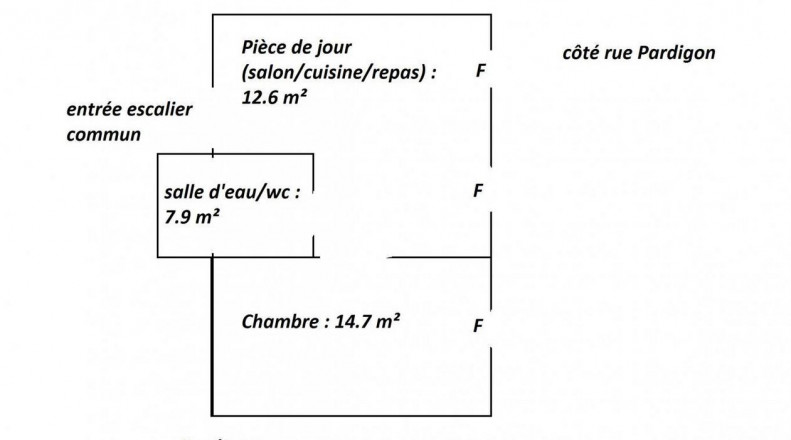 Pièce de jour
(salon/cuisine/repas) :
12.6 m²
F
côté rue Pardigon
entrée escalier
commun
salle d'eau/wc :
7.9 m²
F
Chambre : 14.7 m²
F